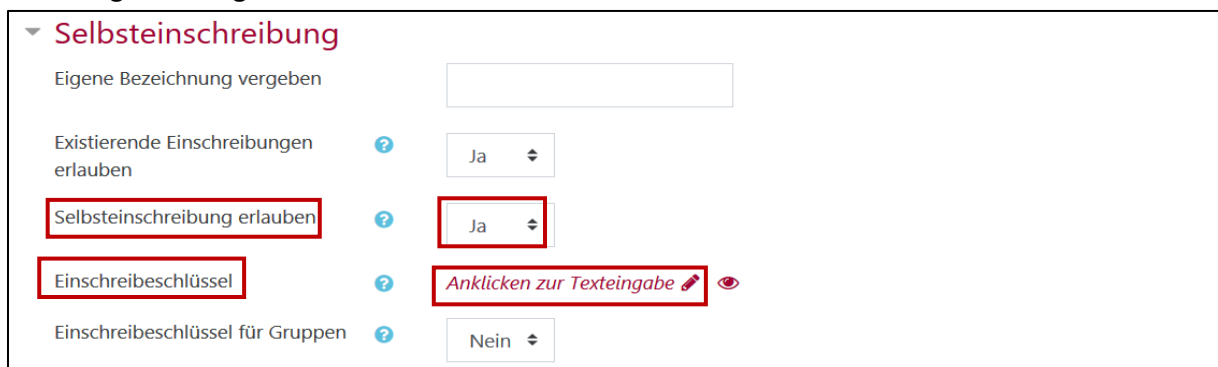 Selbsteinschreibung
Eigene Bezeichnung vergeben
Existierende Einschreibungen
erlauben
Ja
Selbsteinschreibung erlauben
Ja
Einschreibeschlüssel
Anklicken zur Texteingabe
Einschreibeschlüssel für Gruppen
Nein